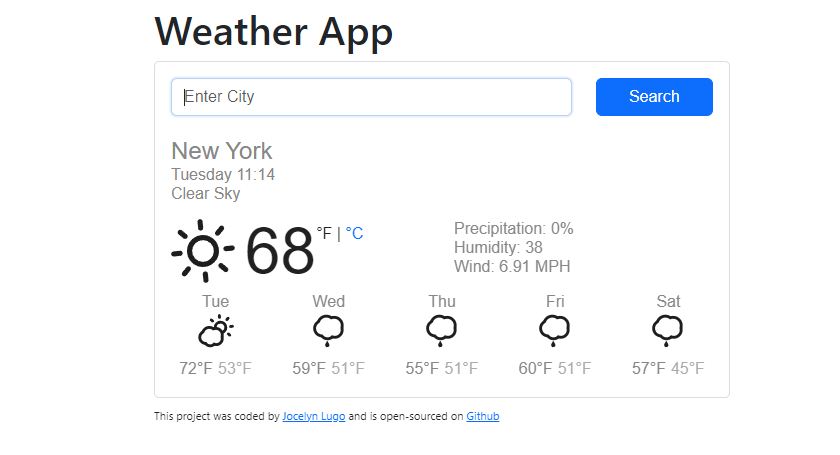 Weather App
Enter City
Search
New York
Tuesday 11:14
Clear Sky
68 °F | °C
Precipitation: 0%
Humidity: 38
Wind: 6.91 MPH
Tue Wed Thu Fri Sat
72°F 53°F 59°F 51°F 55°F 51°F 60°F 51°F 57°F 45°F
This project was coded by Jocelyn Lugo and is open-sourced on Github